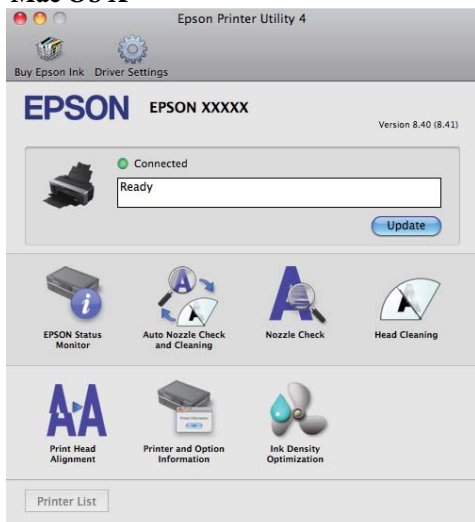 Mac OS X
Epson Printer Utility 4
Buy Epson Ink Driver Settings
EPSON EPSON XXXXX
Version 8.40 (8.41)
Connected
Ready
Update
EPSON Status Monitor
Auto Nozzle Check and Cleaning
Nozzle Check
Head Cleaning
Print Head Alignment
Printer and Option Information
Ink Density Optimization
Printer List